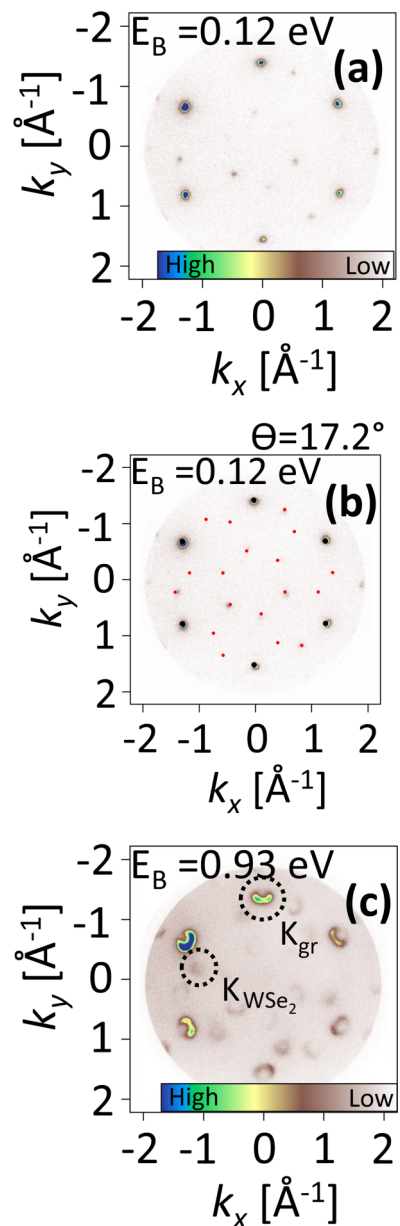 -2
E_B =0.12 eV
(a)
-1
0
1
2
k_y [Å⁻¹]
High
Low
-2 -1 0 1 2
k_x [Å⁻¹]
Θ=17.2°
-2
E_B =0.12 eV
(b)
-1
0
1
2
k_y [Å⁻¹]
-2 -1 0 1 2
k_x [Å⁻¹]
-2
E_B =0.93 eV
(c)
-1
K_gr
0
K_WSe₂
1
2
k_y [Å⁻¹]
High
Low
-2 -1 0 1 2
k_x [Å⁻¹]